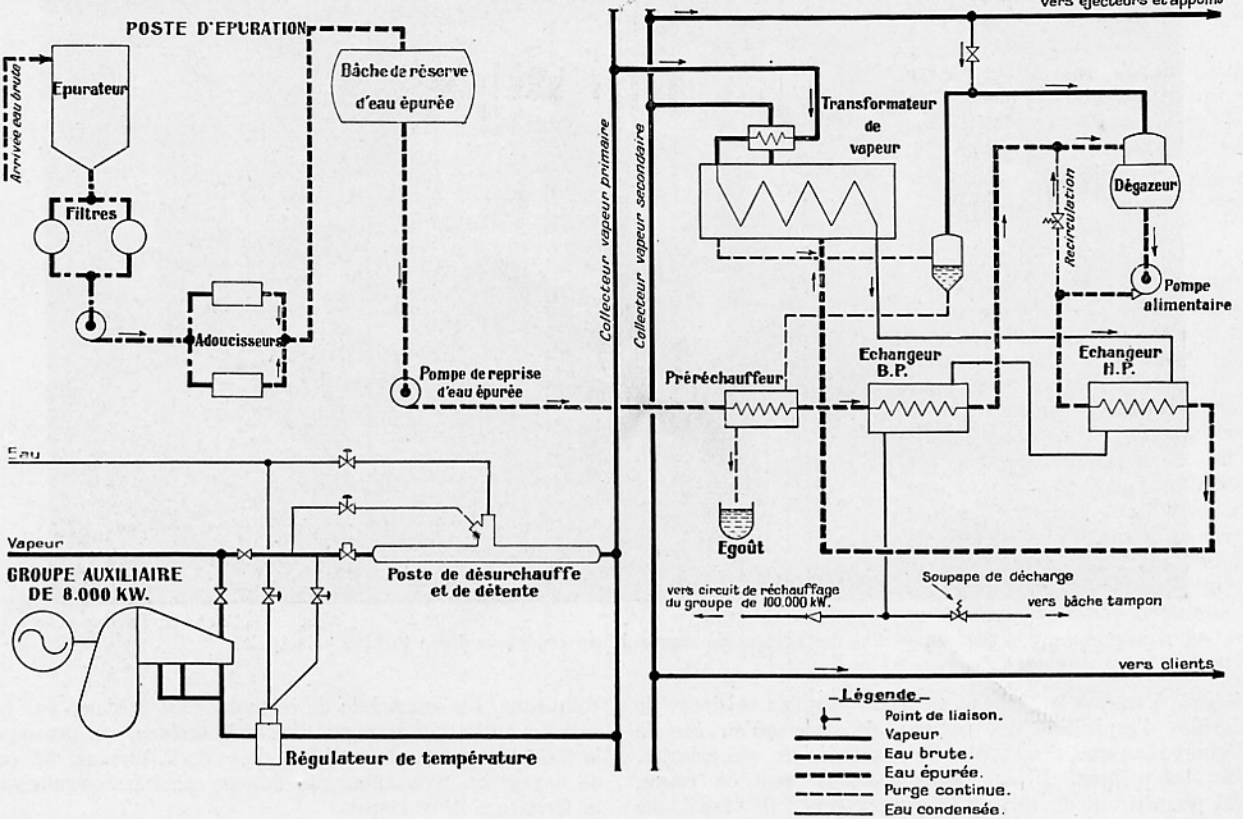 vers éjecteurs et appoint
POSTE D'EPURATION
Arrivée eau brute
Epurateur
Bâche de réserve
d'eau épurée
Filtres
Adoucisseurs
Pompe de reprise
d'eau épurée
Collecteur vapeur primaire
Collecteur vapeur secondaire
Transformateur
de
vapeur
Recirculation
Dégazeur
Pompe
alimentaire
Préréchauffeur
Echangeur
B.P.
Echangeur
H.P.
Egoût
Eau
Vapeur
GROUPE AUXILIAIRE
DE 8.000 KW.
Poste de désurchauffe
et de détente
Régulateur de température
vers circuit de réchauffage
du groupe de 100.000 kW.
Soupape de décharge
vers bâche tampon
vers clients
_ Légende _
Point de liaison.
Vapeur.
Eau brute.
Eau épurée.
Purge continue.
Eau condensée.